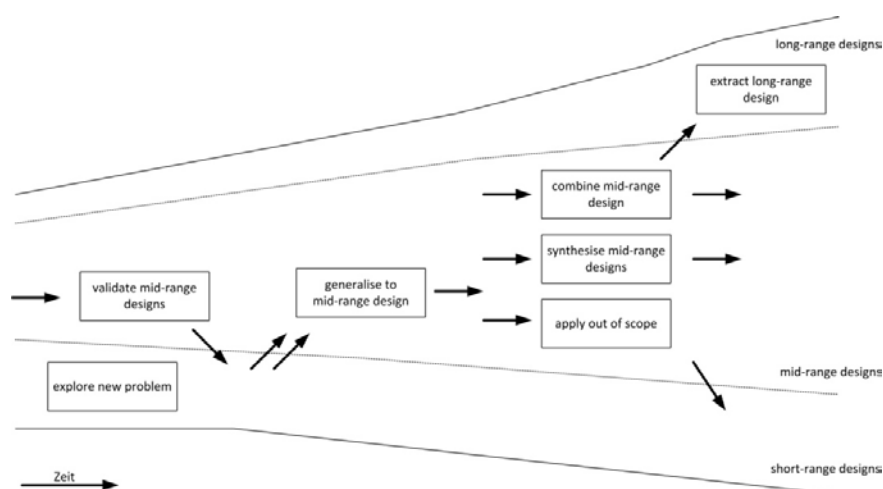 long-range designs
extract long-range
design
combine mid-range
design
synthesise mid-range
designs
validate mid-range
designs
generalise to
mid-range design
apply out of scope
mid-range designs
explore new problem
short-range designs
Zeit